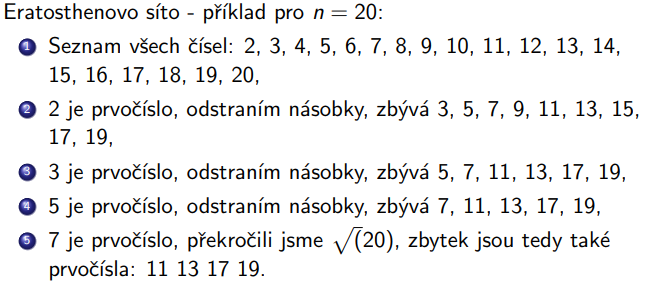 Eratosthenovo síto - příklad pro n = 20:
1 Seznam všech čísel: 2, 3, 4, 5, 6, 7, 8, 9, 10, 11, 12, 13, 14,
15, 16, 17, 18, 19, 20,
2 2 je prvočíslo, odstraním násobky, zbývá 3, 5, 7, 9, 11, 13, 15,
17, 19,
3 3 je prvočíslo, odstraním násobky, zbývá 5, 7, 11, 13, 17, 19,
4 5 je prvočíslo, odstraním násobky, zbývá 7, 11, 13, 17, 19,
5 7 je prvočíslo, překročili jsme √(20), zbytek jsou tedy také
prvočísla: 11 13 17 19.